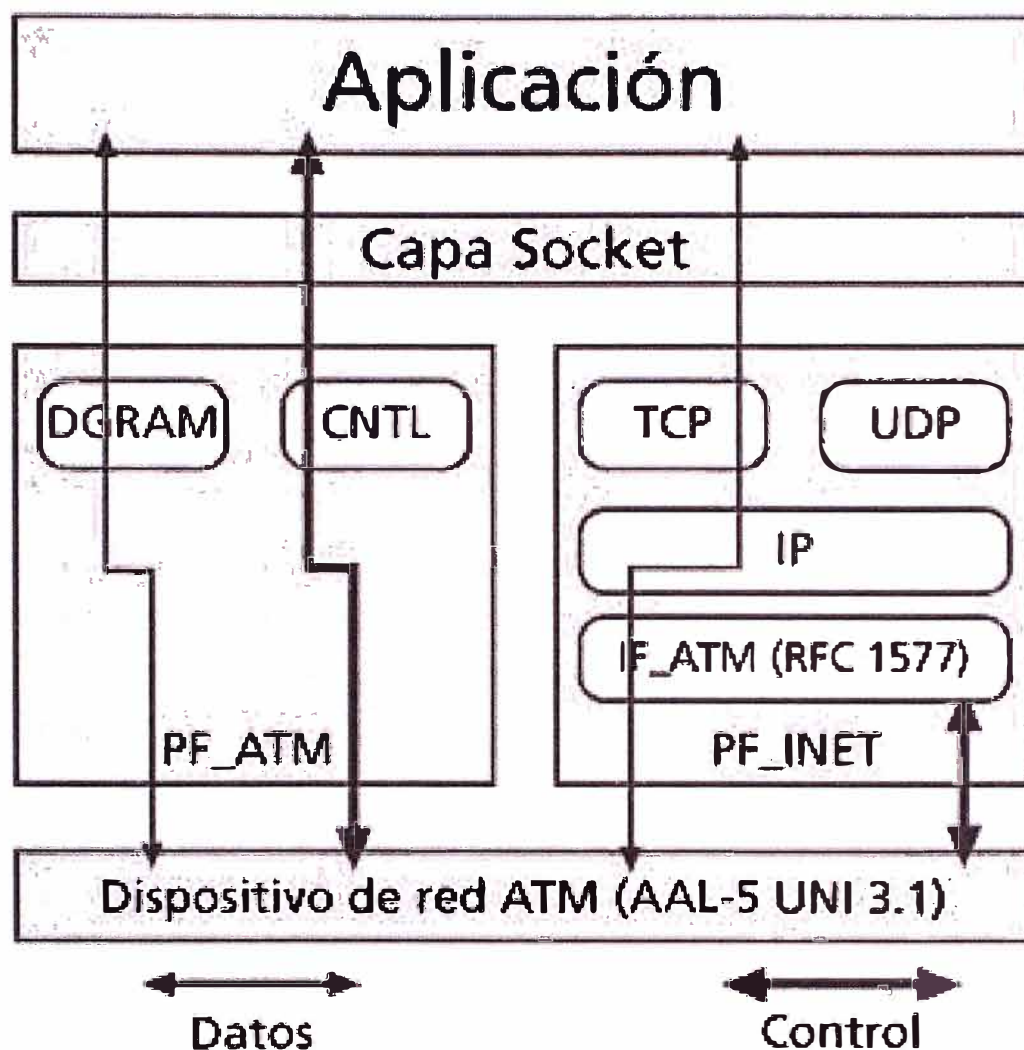 Aplicación
Capa Socket
DGRAM CNTL TCP UDP
IP
IF_ATM (RFC 1577)
PF_ATM PF_INET
Dispositivo de red ATM (AAL-5 UNI 3.1)
Datos Control